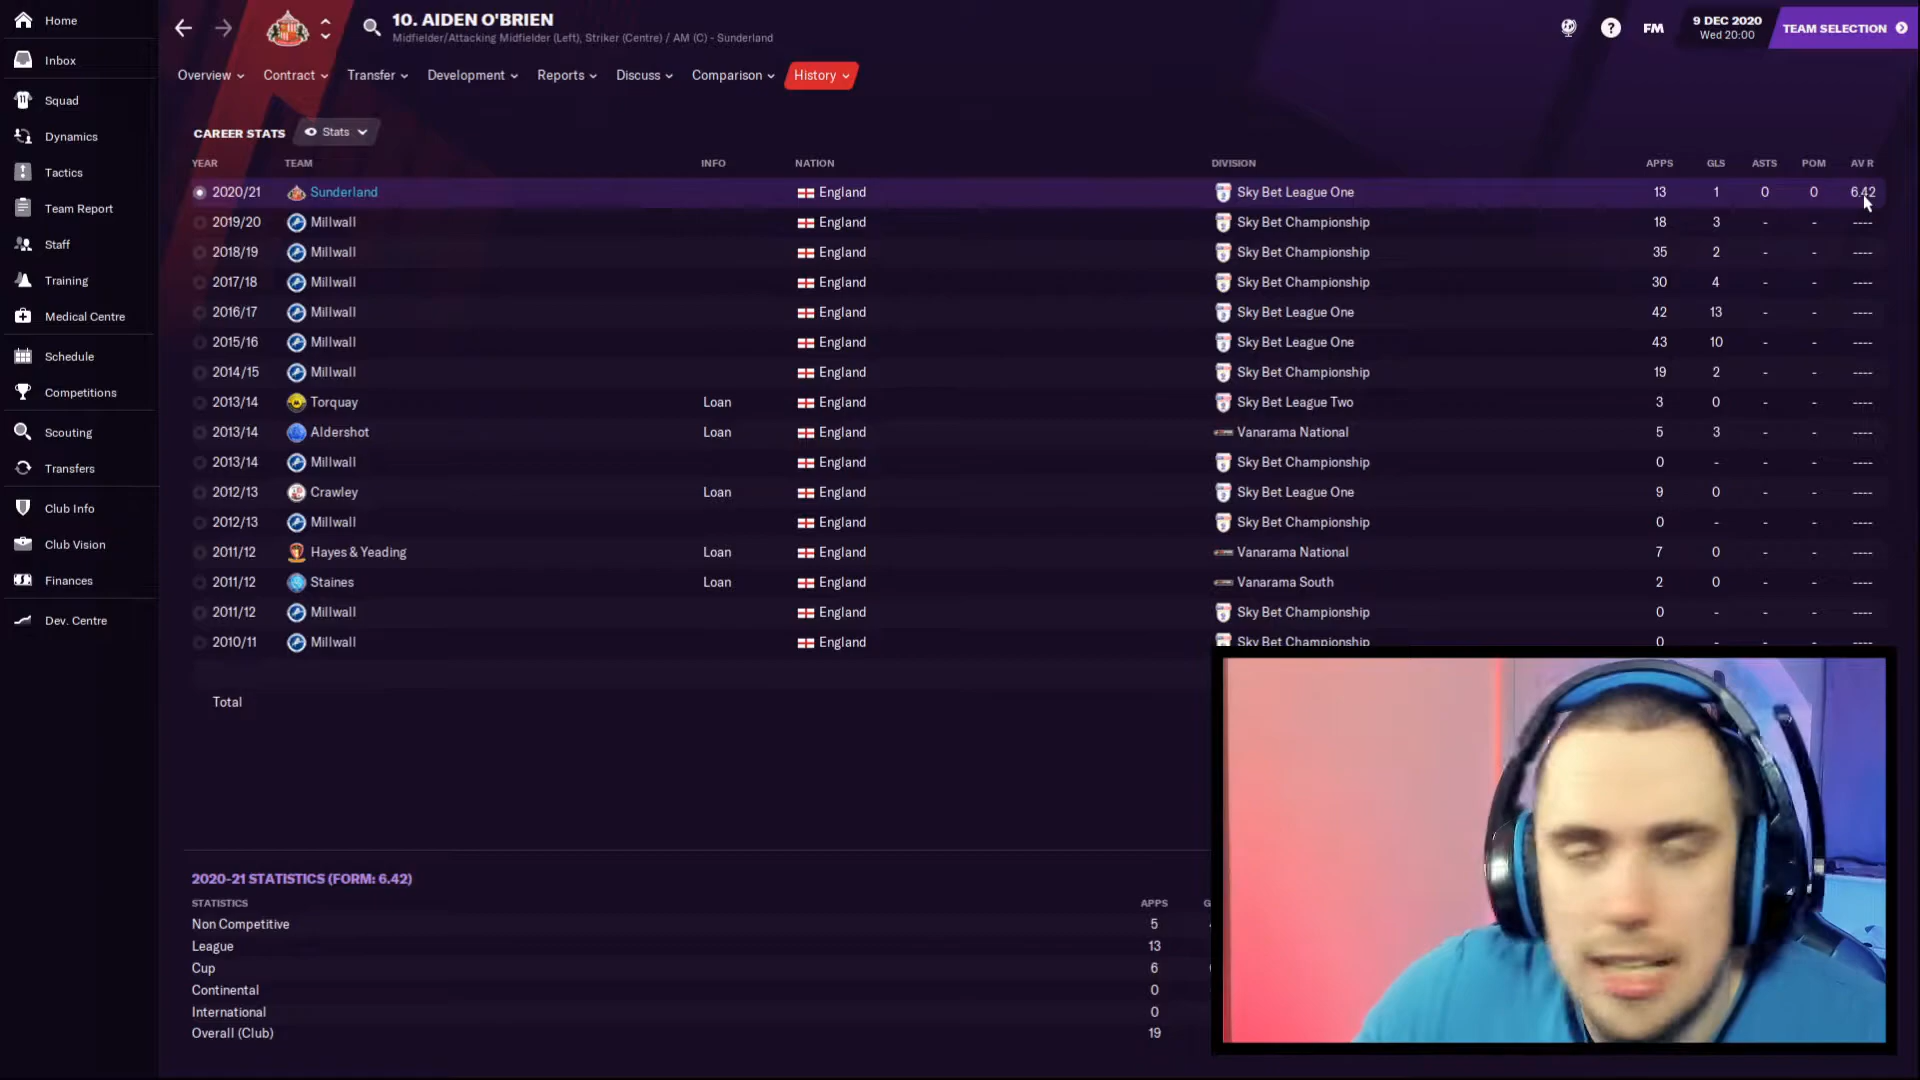 Home
Inbox
Squad
Dynamics
Tactics
Team Report
Staff
Training
Medical Centre
Schedule
Competitions
Scouting
Transfers
Club Info
Club Vision
Finances
Dev. Centre
10. AIDEN O'BRIEN
Midfielder/Attacking Midfielder (Left), Striker (Centre) / AM (C) - Sunderland
? FM 9 DEC 2020 TEAM SELECTION
Wed 20:00
Overview Contract Transfer Development Reports Discuss Comparison History
CAREER STATS Stats
YEAR TEAM INFO NATION DIVISION APPS GLS ASTS POM AV R
2020/21 Sunderland England Sky Bet League One 13 1 0 0 6.42
2019/20 Millwall England Sky Bet Championship 18 3 - - ----
2018/19 Millwall England Sky Bet Championship 35 2 - - ----
2017/18 Millwall England Sky Bet Championship 30 4 - - ----
2016/17 Millwall England Sky Bet League One 42 13 - - ----
2015/16 Millwall England Sky Bet League One 43 10 - - ----
2014/15 Millwall England Sky Bet Championship 19 2 - - ----
2013/14 Torquay Loan England Sky Bet League Two 3 0 - - ----
2013/14 Aldershot Loan England Vanarama National 5 3 - - ----
2013/14 Millwall England Sky Bet Championship 0 - - - ----
2012/13 Crawley Loan England Sky Bet League One 9 0 - - ----
2012/13 Millwall England Sky Bet Championship 0 - - - ----
2011/12 Hayes & Yeading Loan England Vanarama National 7 0 - - ----
2011/12 Staines Loan England Vanarama South 2 0 - - ----
2011/12 Millwall England Sky Bet Championship 0 - - - ----
2010/11 Millwall England Sky Bet Championship 0 - - - ----
Total
2020-21 STATISTICS (FORM: 6.42)
STATISTICS APPS
Non Competitive 5
League 13
Cup 6
Continental 0
International 0
Overall (Club) 19